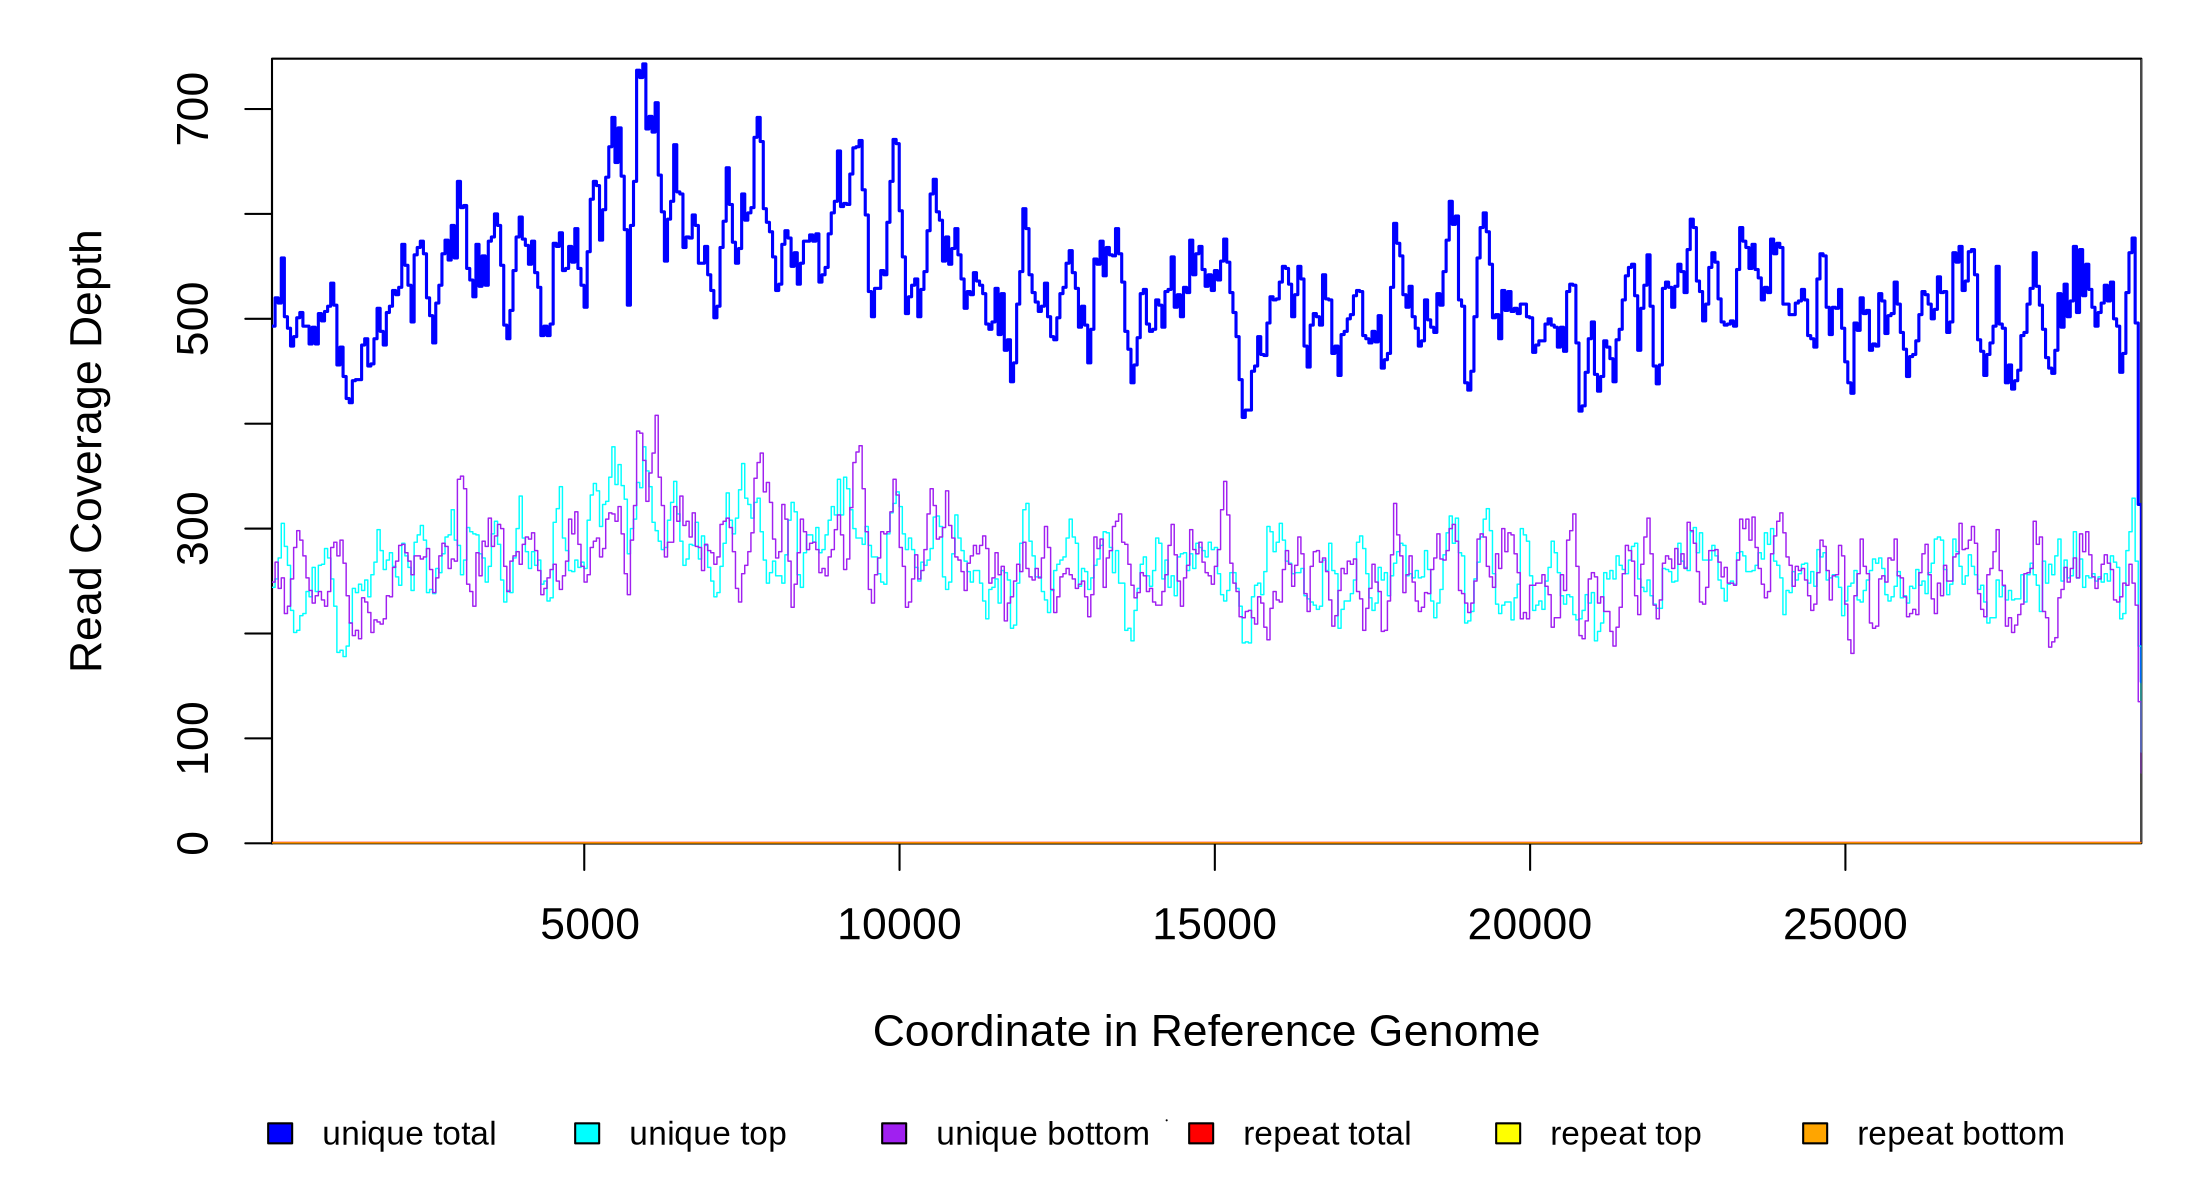 700
500
300
100
0
Read Coverage Depth
5000 10000 15000 20000 25000
Coordinate in Reference Genome
unique total unique top unique bottom repeat total repeat top repeat bottom